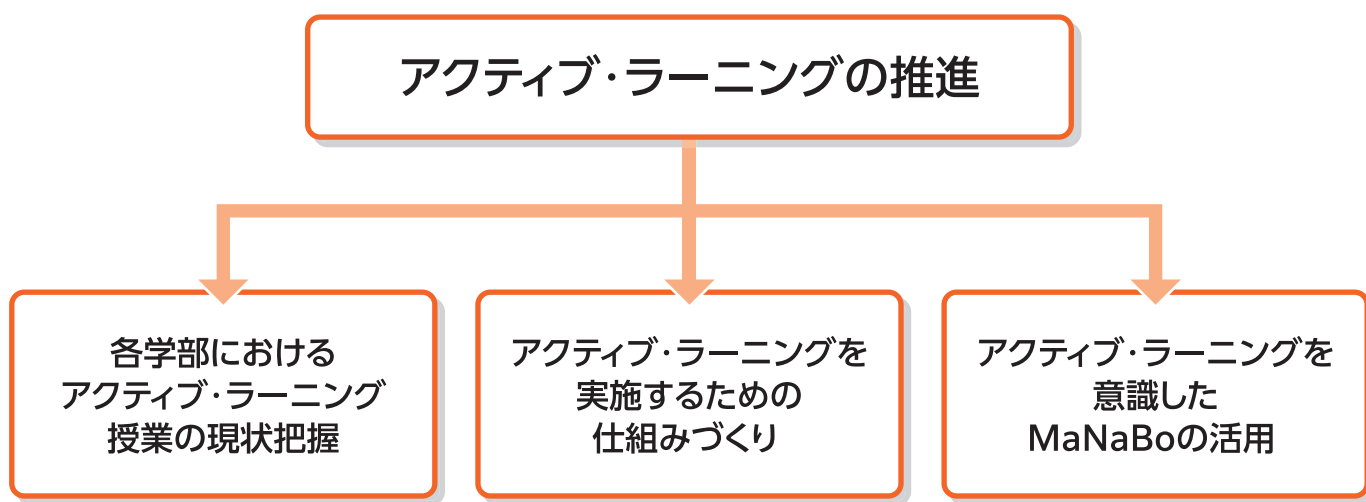 アクティブ・ラーニングの推進
各学部における
アクティブ・ラーニング
授業の現状把握
アクティブ・ラーニングを
実施するための
仕組みづくり
アクティブ・ラーニングを
意識した
MaNaBoの活用